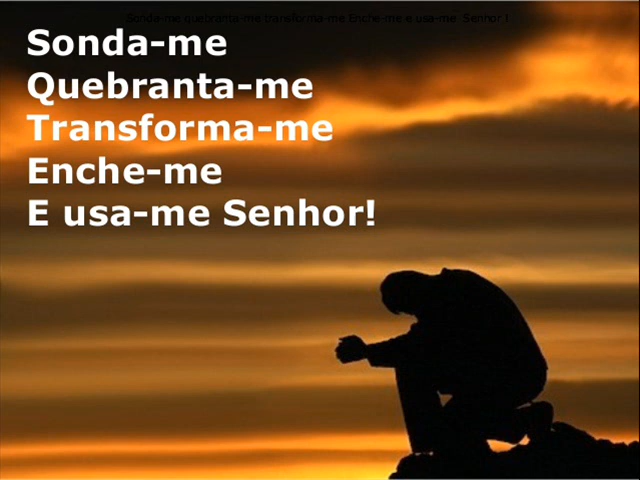 Sonda-me quebranta-me transforma-me Enche-me e usa-me Senhor !
Sonda-me
Quebranta-me
Transforma-me
Enche-me
E usa-me Senhor!